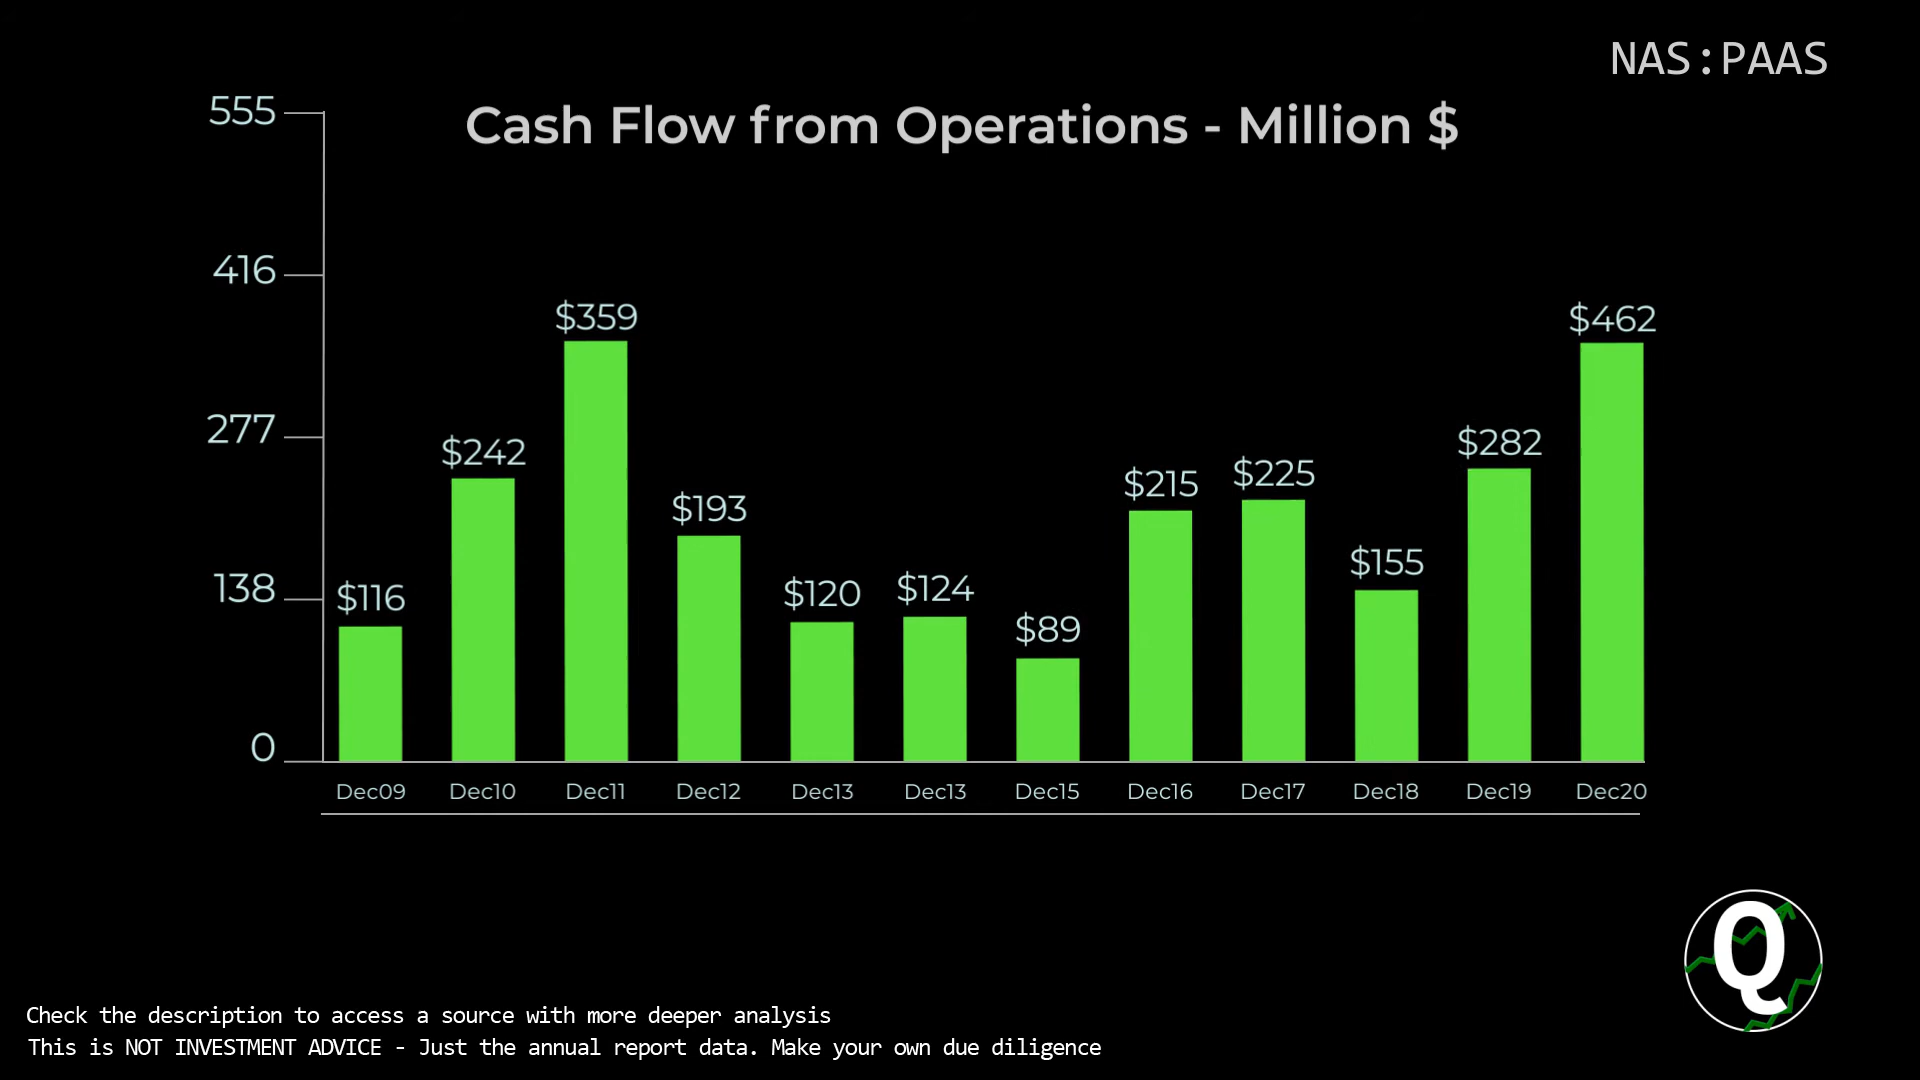 NAS:PAAS
Cash Flow from Operations - Million $
555
416
277
138
0
$116
$242
$359
$193
$120
$124
$89
$215
$225
$155
$282
$462
Dec09 Dec10 Dec11 Dec12 Dec13 Dec13 Dec15 Dec16 Dec17 Dec18 Dec19 Dec20
Q
Check the description to access a source with more deeper analysis
This is NOT INVESTMENT ADVICE - Just the annual report data. Make your own due diligence